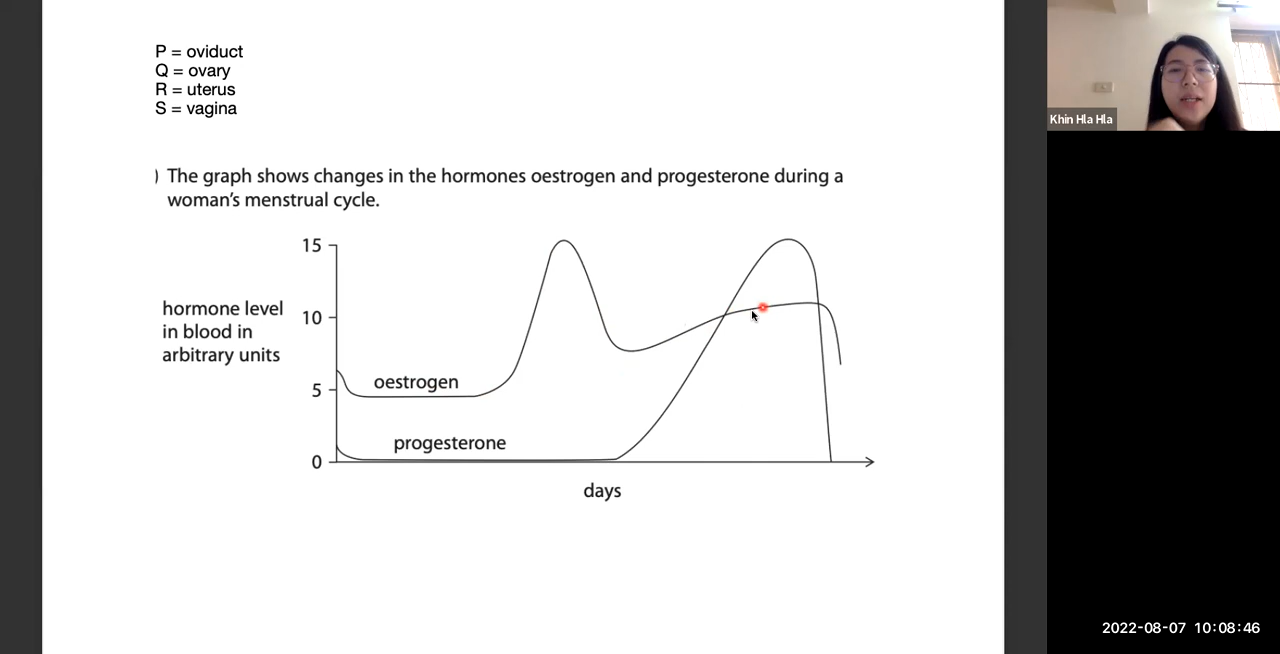 P = oviduct
Q = ovary
R = uterus
S = vagina
) The graph shows changes in the hormones oestrogen and progesterone during a
woman's menstrual cycle.
15
hormone level
in blood in
arbitrary units
10
5
0
oestrogen
progesterone
days
Khin Hla Hla
2022-08-07 10:08:46